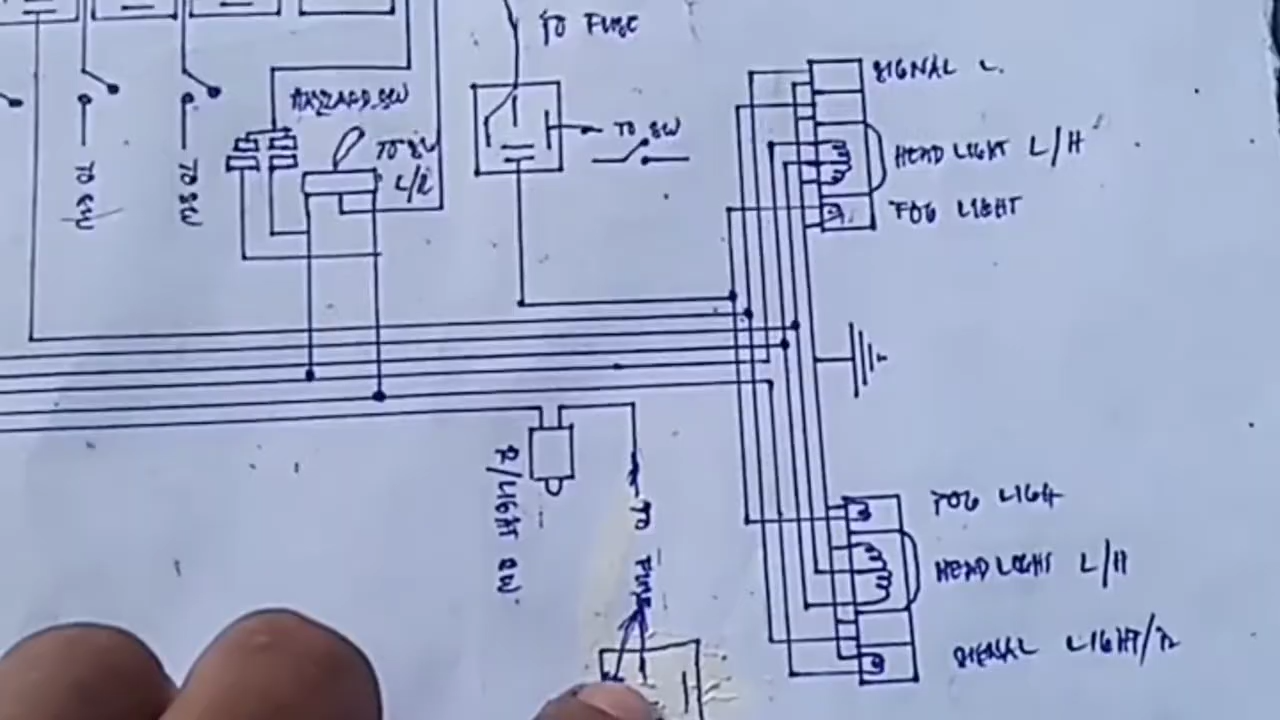 TO FUSE
SIGNAL L.
HAZZARD SW
TO SW
L/R
TO SW
TO SW
TO SW
HEAD LIGHT L/H
FOG LIGHT
R/LIGHT SW
TO FUSE
FOG LIGH
HEAD LIGHT L/H
SIGNAL LIGHT/R